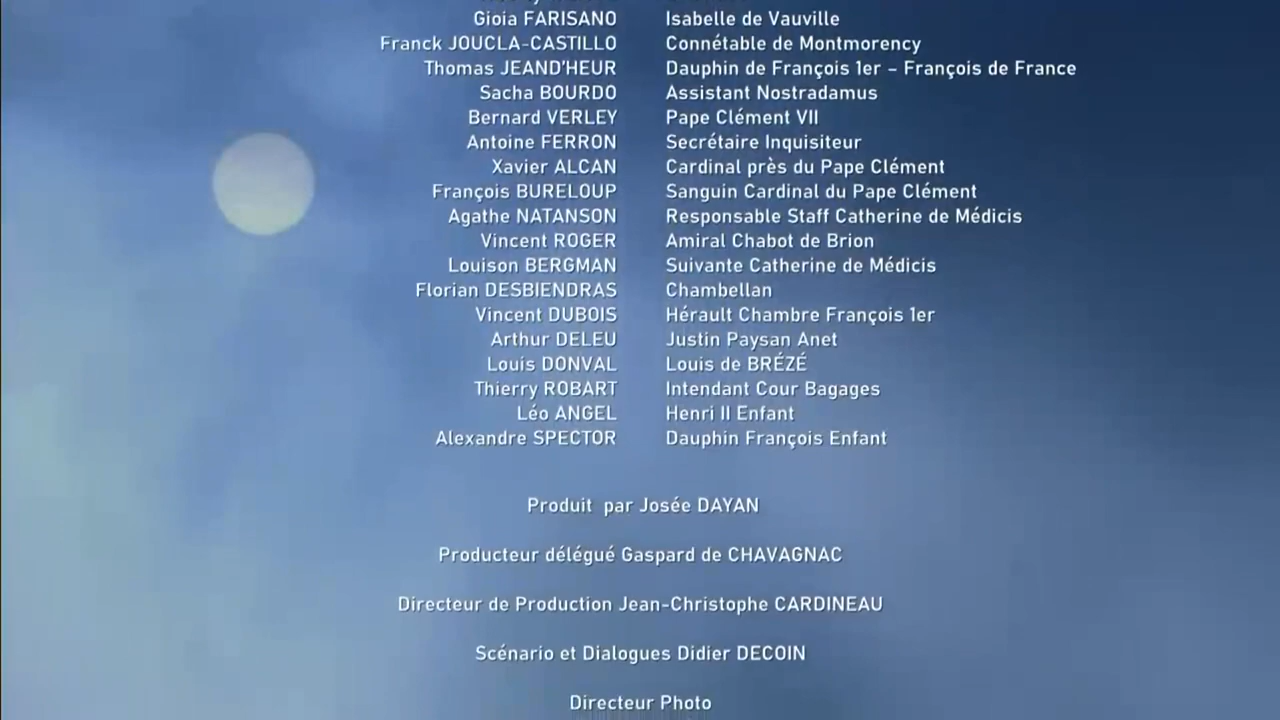 Gioia FARISANO Isabelle de Vauville
Franck JOUCLA-CASTILLO Connétable de Montmorency
Thomas JEAND'HEUR Dauphin de François 1er – François de France
Sacha BOURDO Assistant Nostradamus
Bernard VERLEY Pape Clément VII
Antoine FERRON Secrétaire Inquisiteur
Xavier ALCAN Cardinal près du Pape Clément
François BURELOUP Sanguin Cardinal du Pape Clément
Agathe NATANSON Responsable Staff Catherine de Médicis
Vincent ROGER Amiral Chabot de Brion
Louison BERGMAN Suivante Catherine de Médicis
Florian DESBIENDRAS Chambellan
Vincent DUBOIS Hérault Chambre François 1er
Arthur DELEU Justin Paysan Anet
Louis DONVAL Louis de BRÉZÉ
Thierry ROBART Intendant Cour Bagages
Léo ANGEL Henri II Enfant
Alexandre SPECTOR Dauphin François Enfant
Produit par Josée DAYAN
Producteur délégué Gaspard de CHAVAGNAC
Directeur de Production Jean-Christophe CARDINEAU
Scénario et Dialogues Didier DECOIN
Directeur Photo